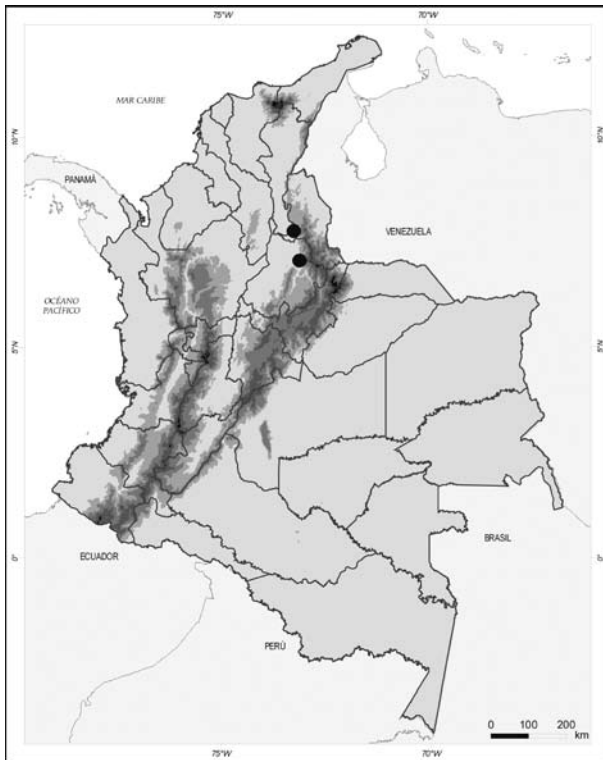 75°W 70°W
MAR CARIBE
10°N 10°N
PANAMÁ
VENEZUELA
OCÉANO
PACÍFICO
5°N 5°N
0° 0°
ECUADOR
BRASIL
PERÚ
0 100 200
km
75°W 70°W